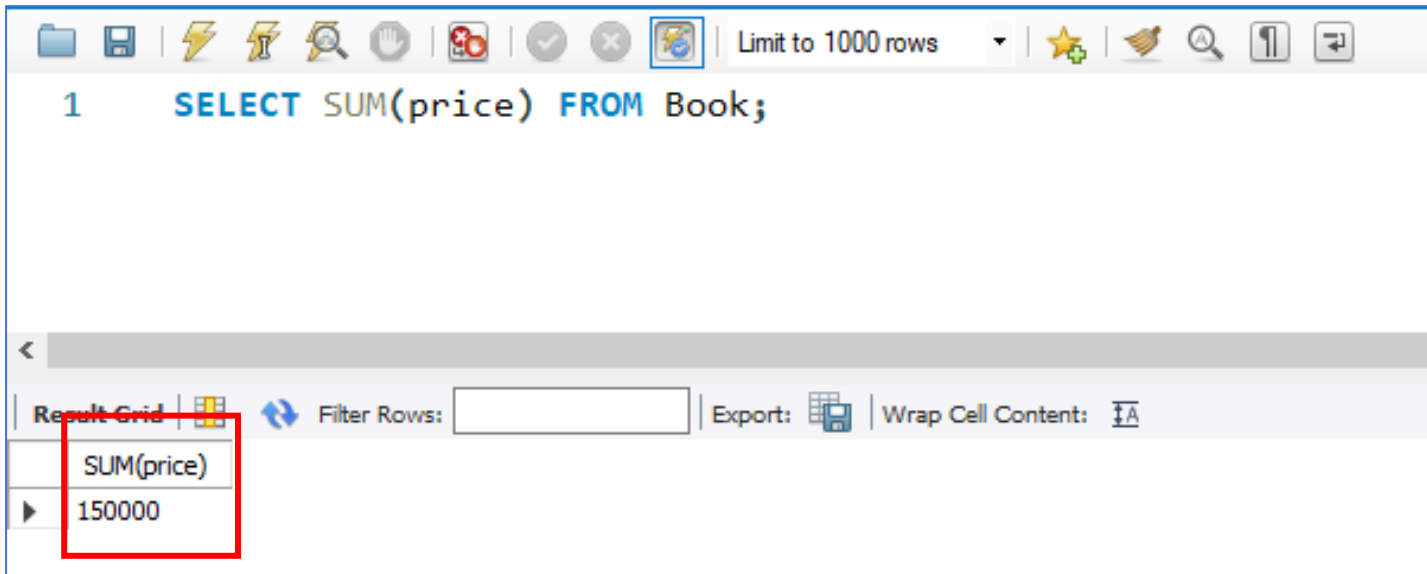 Limit to 1000 rows
1 SELECT SUM(price) FROM Book;
Result Grid Filter Rows: Export: Wrap Cell Content:
SUM(price)
150000